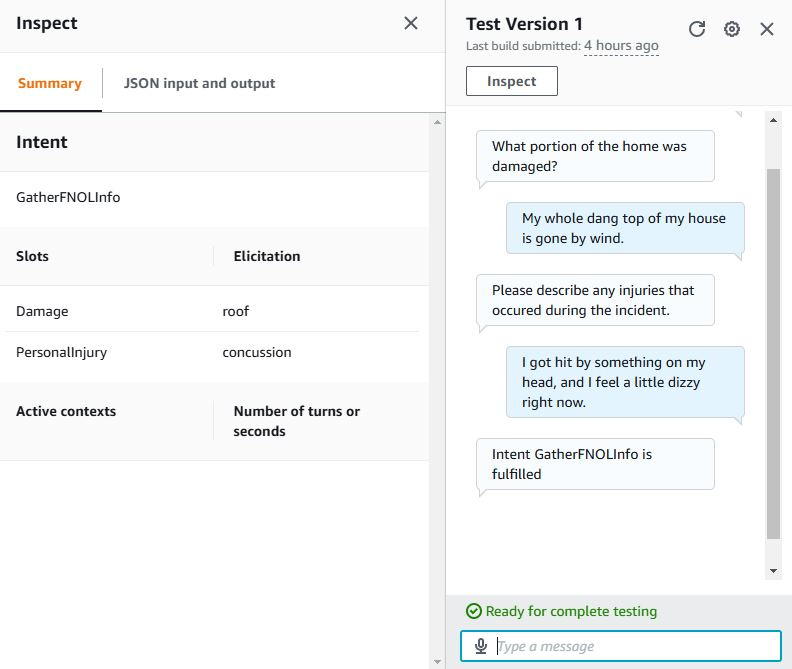 Inspect
Summary
JSON input and output
Intent
GatherFNOLInfo
Slots
Elicitation
Damage
roof
PersonalInjury
concussion
Active contexts
Number of turns or
seconds
Test Version 1
Last build submitted: 4 hours ago
Inspect
What portion of the home was
damaged?
My whole dang top of my house
is gone by wind.
Please describe any injuries that
occured during the incident.
I got hit by something on my
head, and I feel a little dizzy
right now.
Intent GatherFNOLInfo is
fulfilled
Ready for complete testing
Type a message